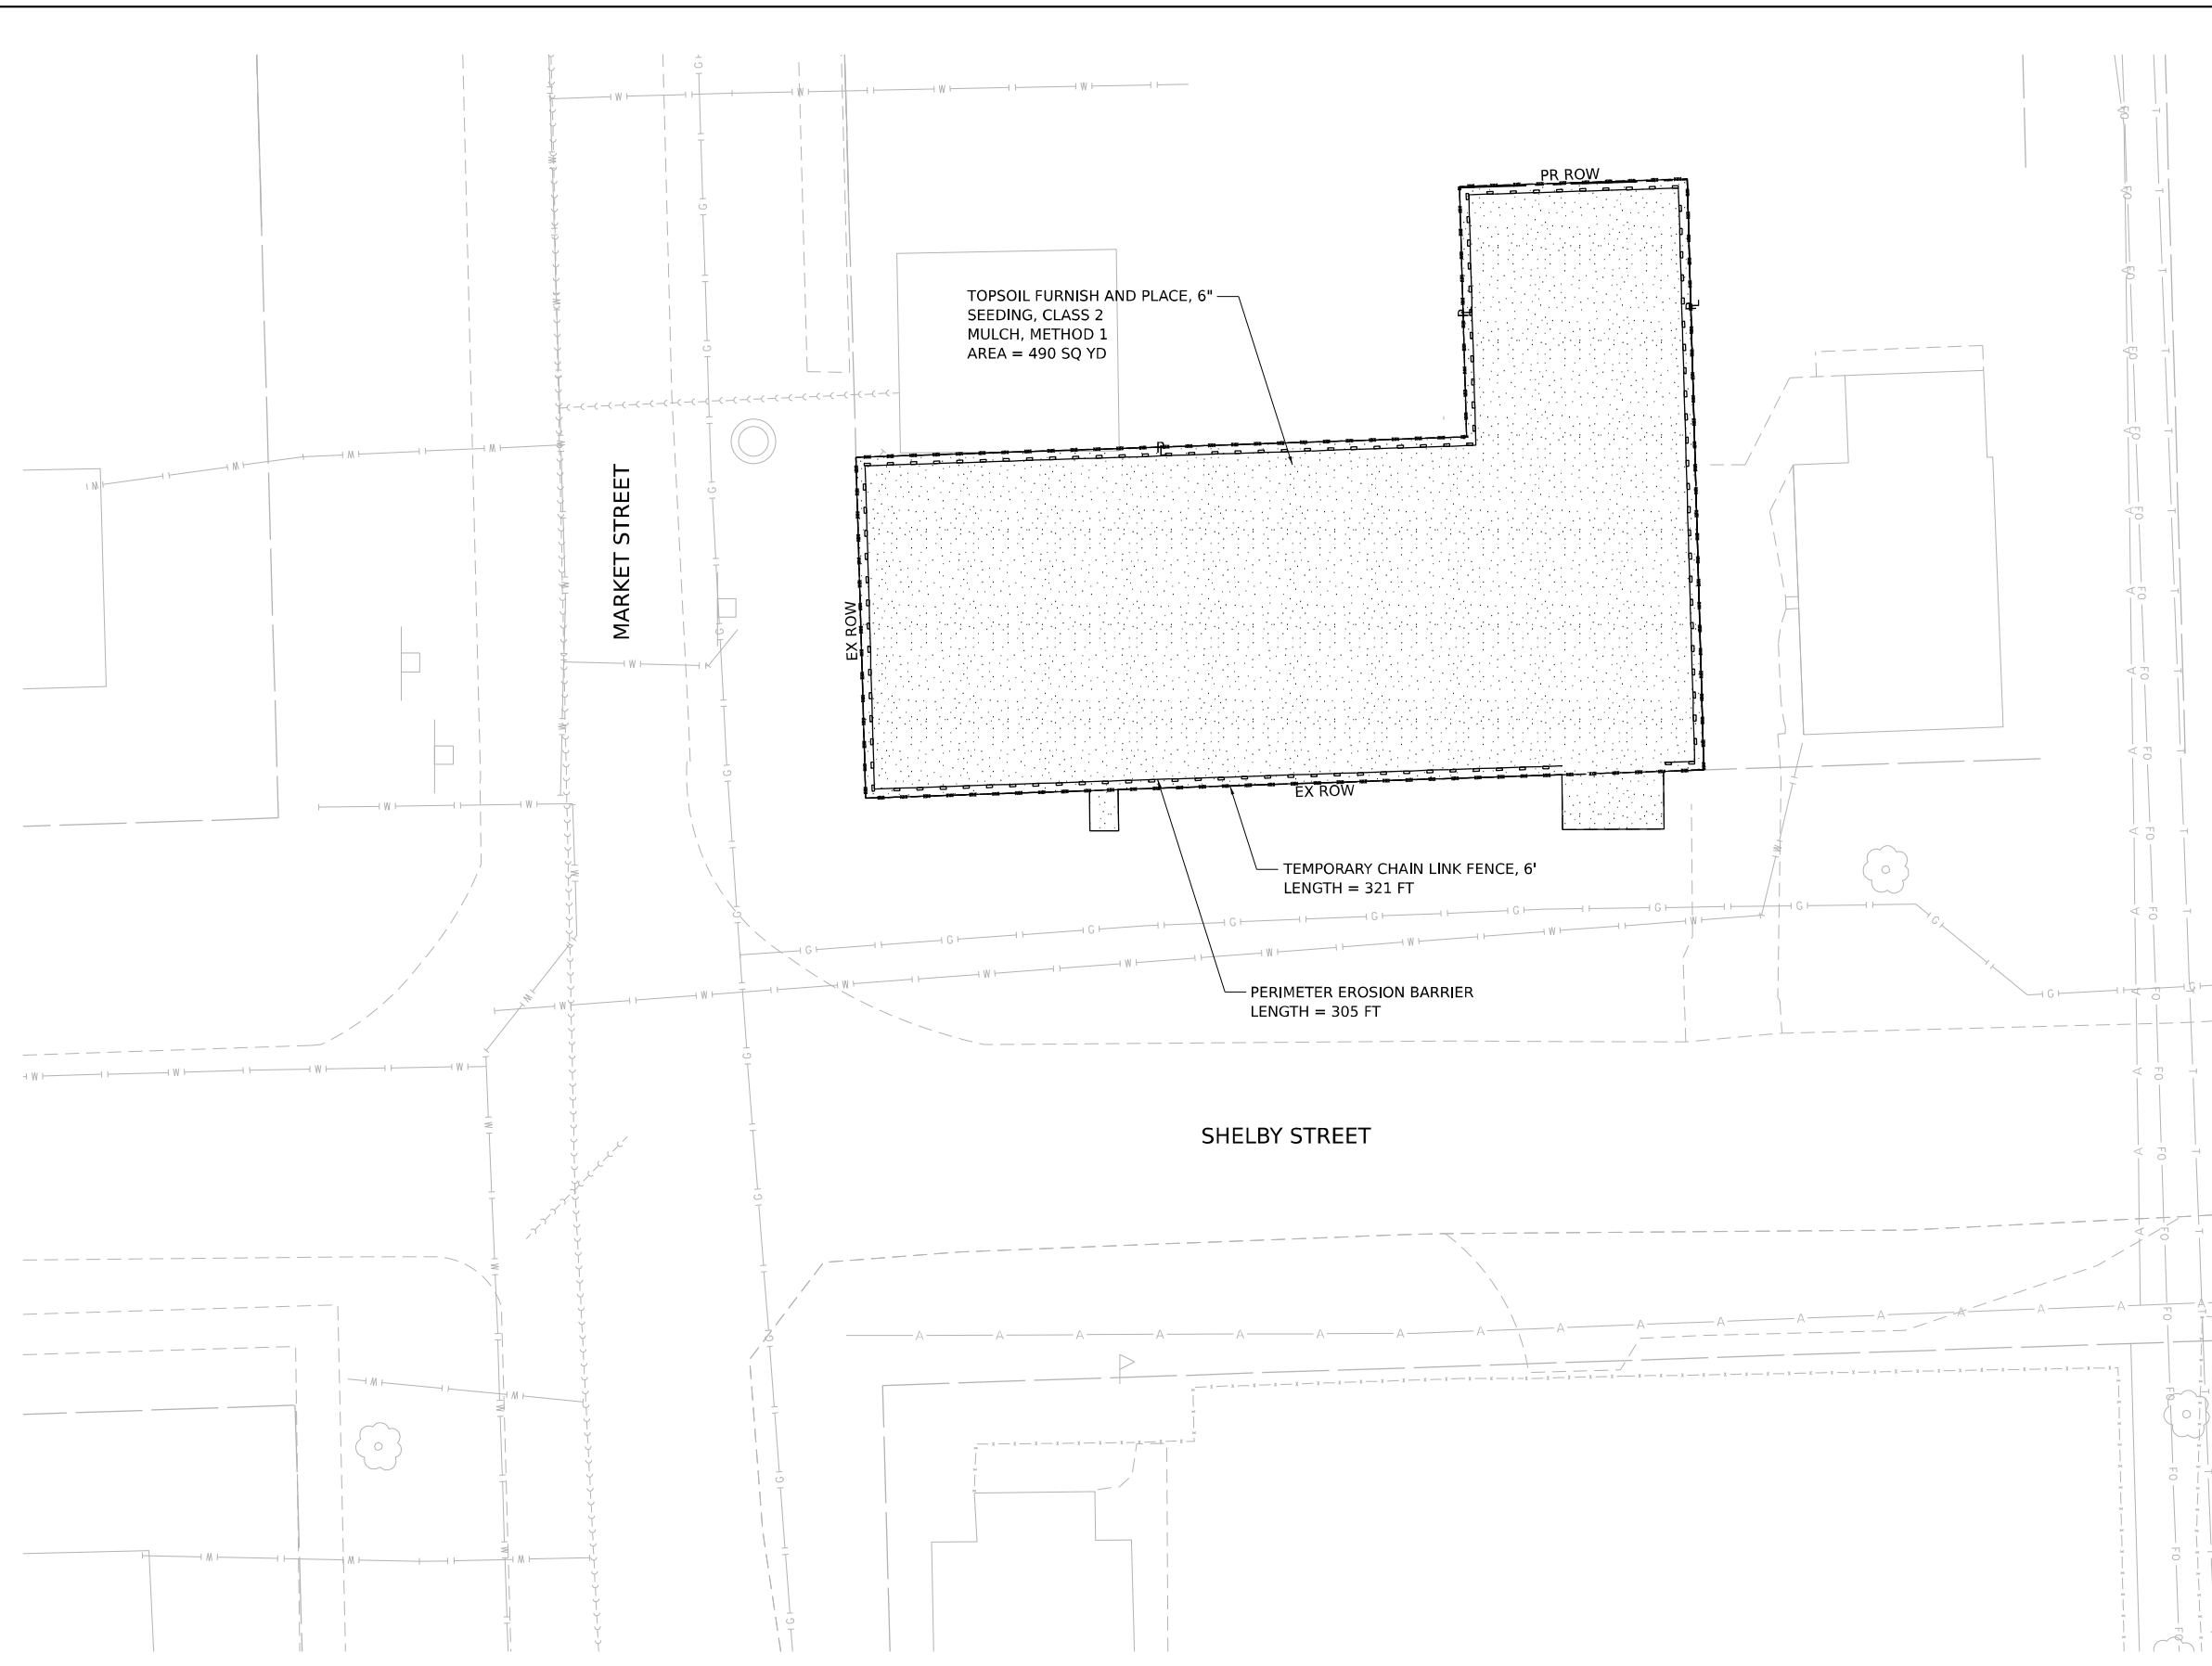 PR ROW
TOPSOIL FURNISH AND PLACE, 6"
SEEDING, CLASS 2
MULCH, METHOD 1
AREA = 490 SQ YD
MARKET STREET
EX ROW
EX ROW
TEMPORARY CHAIN LINK FENCE, 6'
LENGTH = 321 FT
PERIMETER EROSION BARRIER
LENGTH = 305 FT
SHELBY STREET